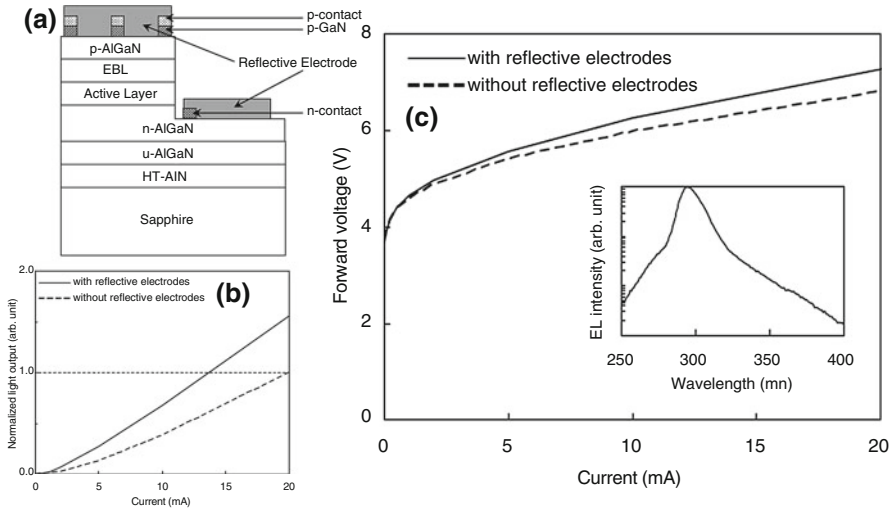 (a)
p-contact
p-GaN
p-AlGaN
EBL
Reflective Electrode
Active Layer
n-contact
n-AlGaN
u-AlGaN
HT-AlN
Sapphire
(b)
with reflective electrodes
without reflective electrodes
Normalized light output (arb. unit)
2.0
1.0
0.0
0 5 10 15 20
Current (mA)
(c)
with reflective electrodes
without reflective electrodes
Forward voltage (V)
8
6
4
2
0
0 5 10 15 20
Current (mA)
EL intensity (arb. unit)
250 300 350 400
Wavelength (mn)